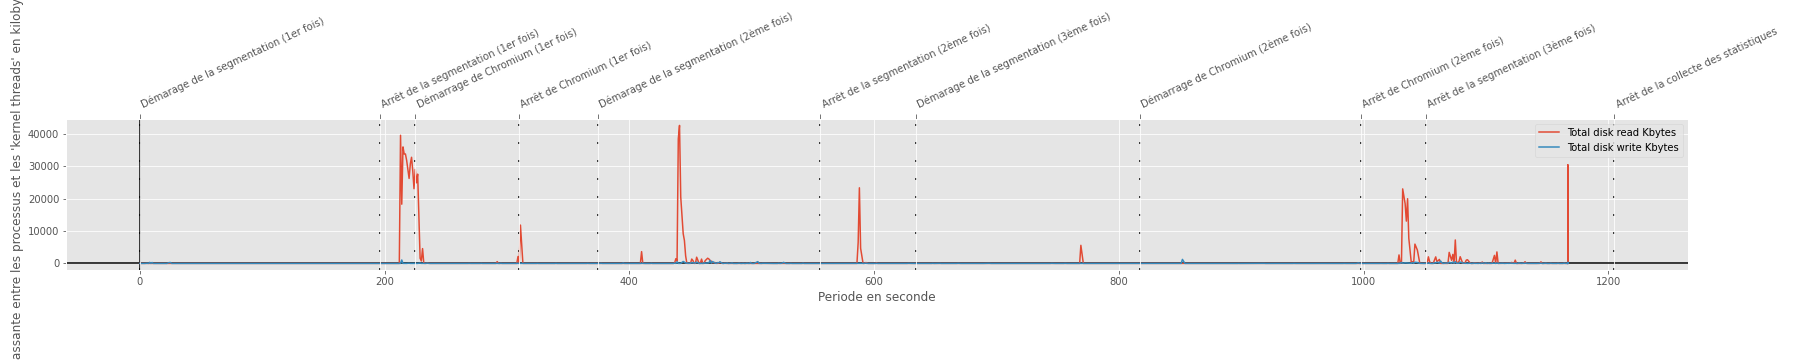 Démarage de la segmentation (1er fois)
Arrêt de la segmentation (1er fois)
Démarrage de Chromium (1er fois)
Arrêt de Chromium (1er fois)
Démarage de la segmentation (2ème fois)
Arrêt de la segmentation (2ème fois)
Démarage de la segmentation (3ème fois)
Démarrage de Chromium (2ème fois)
Arrêt de Chromium (2ème fois)
Arrêt de la segmentation (3ème fois)
Arrêt de la collecte des statistiques
assante entre les processus et les 'kernel threads' en kiloby
40000
30000
20000
10000
0
Total disk read Kbytes
Total disk write Kbytes
0 200 400 600 800 1000 1200
Periode en seconde